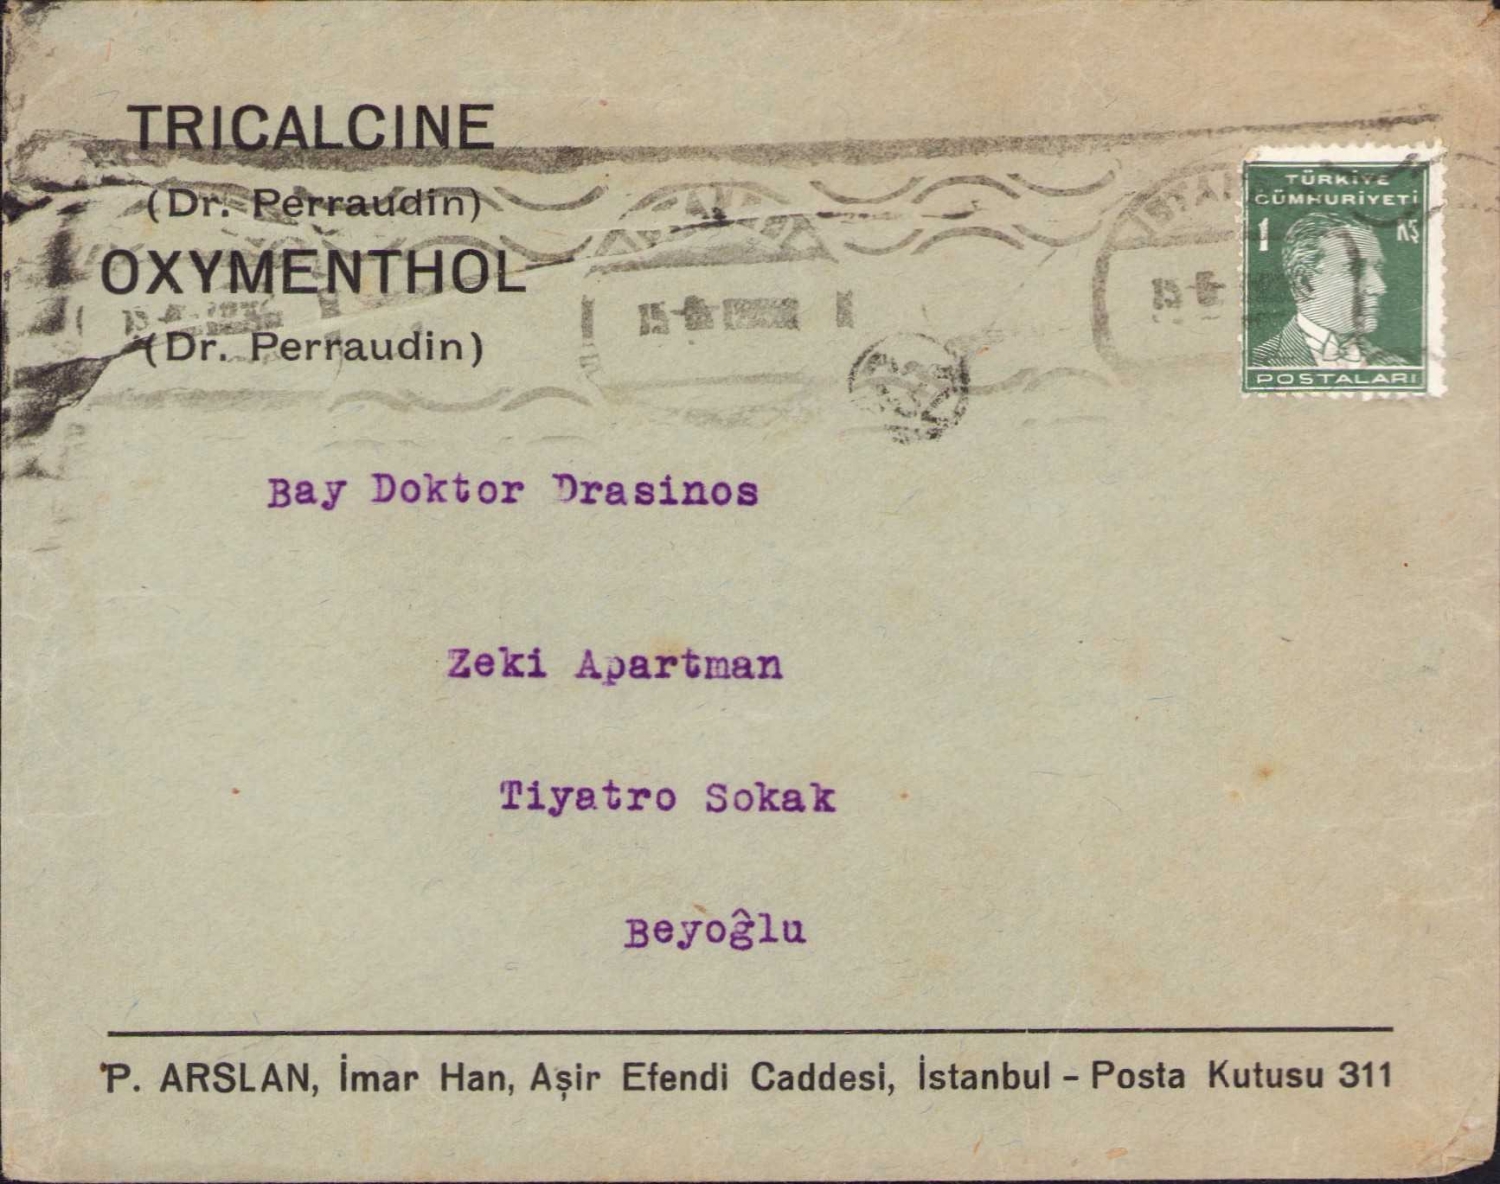 TRICALCINE
(Dr. Perraudin)
OXYMENTHOL
(Dr. Perraudin)
TÜRKİYE
CÜMHURİYETİ
1 KŞ
POSTALARI
Bay Doktor Drasinos
Zeki Apartman
Tiyatro Sokak
Beyoĝlu
P. ARSLAN, İmar Han, Aşir Efendi Caddesi, İstanbul - Posta Kutusu 311